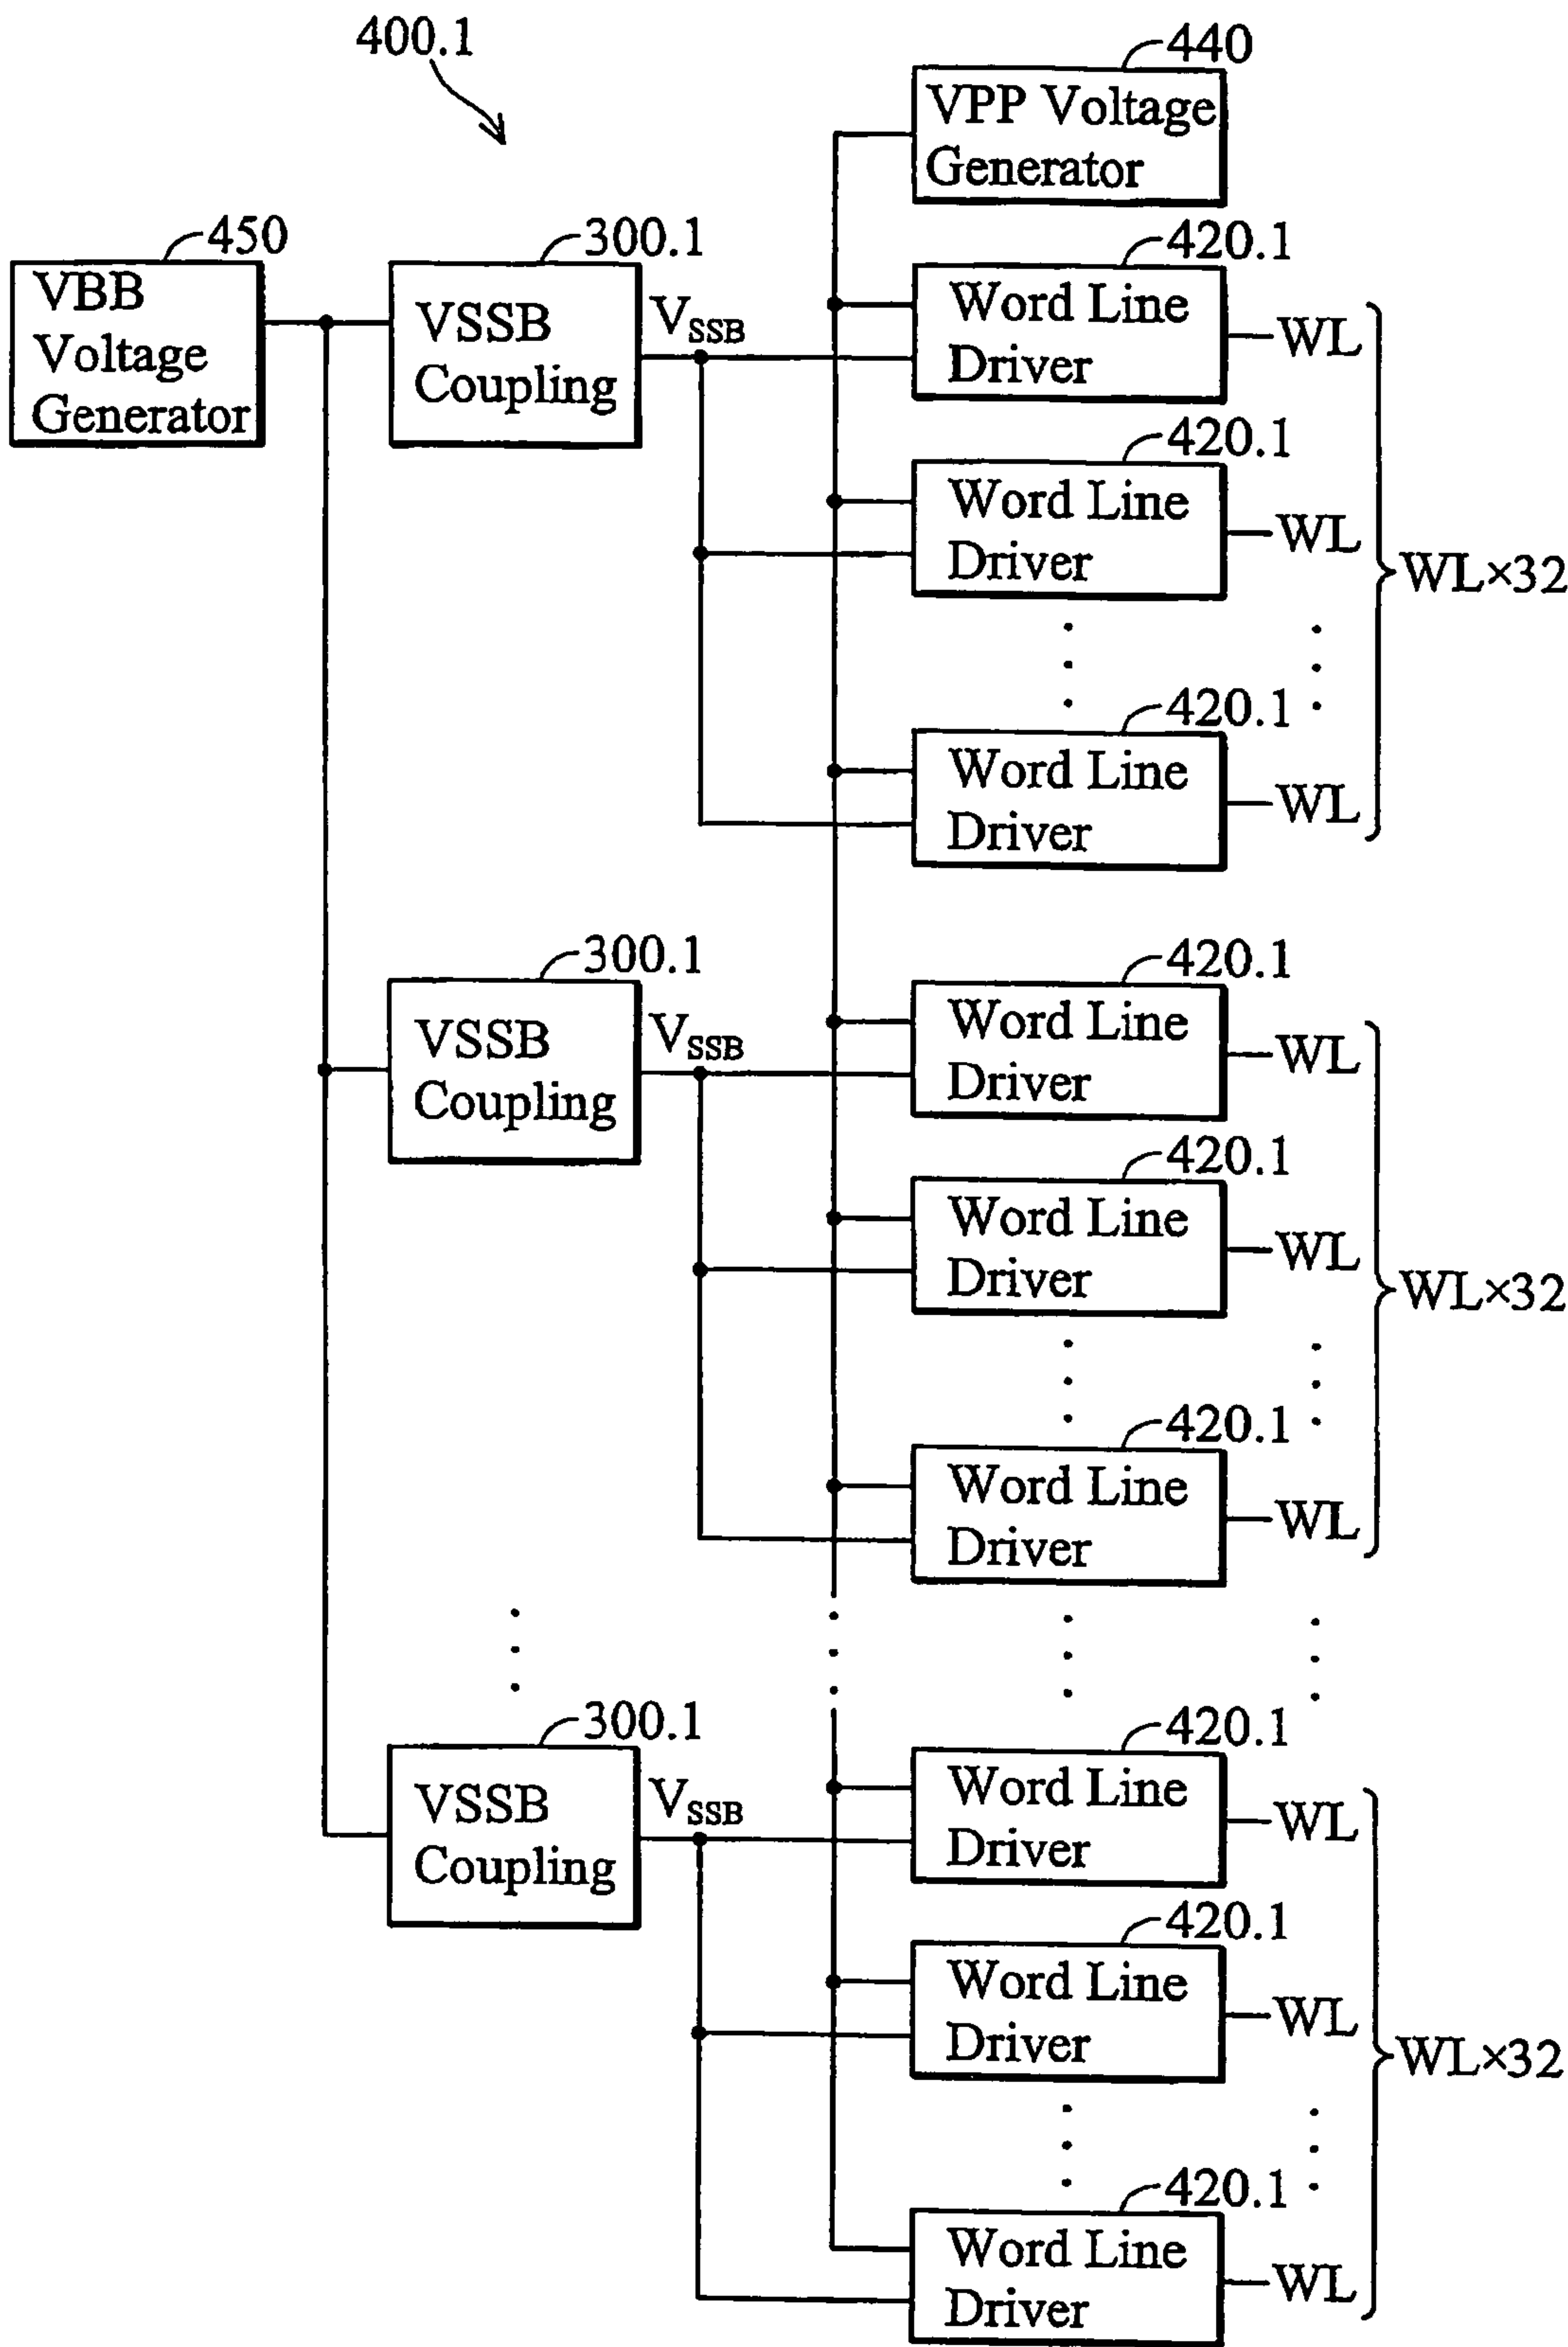 400.1
440
VPP Voltage
Generator
450
VBB
Voltage
Generator
300.1
VSSB
Coupling
VSSB
420.1
Word Line
Driver
WL
420.1
Word Line
Driver
WL
WL×32
420.1
Word Line
Driver
WL
300.1
VSSB
Coupling
VSSB
420.1
Word Line
Driver
WL
420.1
Word Line
Driver
WL
WL×32
420.1
Word Line
Driver
WL
300.1
VSSB
Coupling
VSSB
420.1
Word Line
Driver
WL
420.1
Word Line
Driver
WL
WL×32
420.1
Word Line
Driver
WL